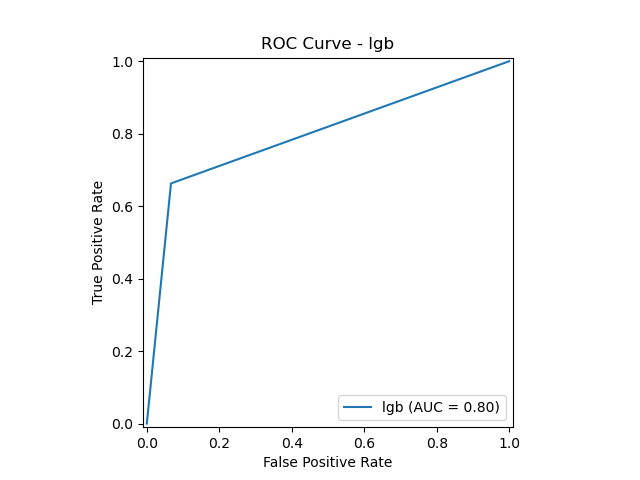 ROC Curve - lgb
1.0
0.8
0.6
0.4
0.2
0.0
True Positive Rate
lgb (AUC = 0.80)
0.0 0.2 0.4 0.6 0.8 1.0
False Positive Rate